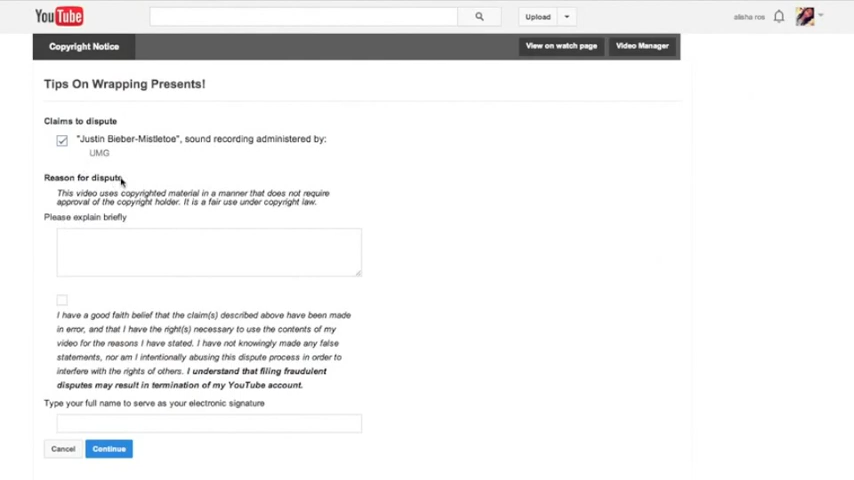 YouTube
Upload
alisha ros
Copyright Notice
View on watch page
Video Manager
Tips On Wrapping Presents!
Claims to dispute
"Justin Bieber-Mistletoe", sound recording administered by:
UMG
Reason for dispute
This video uses copyrighted material in a manner that does not require
approval of the copyright holder. It is a fair use under copyright law.
Please explain briefly
I have a good faith belief that the claim(s) described above have been made
in error, and that I have the right(s) necessary to use the contents of my
video for the reasons I have stated. I have not knowingly made any false
statements, nor am I intentionally abusing this dispute process in order to
interfere with the rights of others. I understand that filing fraudulent
disputes may result in termination of my YouTube account.
Type your full name to serve as your electronic signature
Cancel
Continue